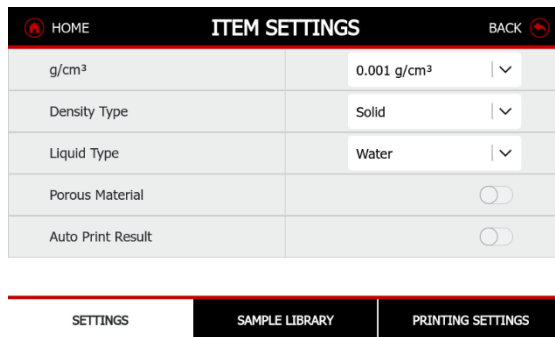 HOME ITEM SETTINGS BACK
g/cm³ 0.001 g/cm³
Density Type Solid
Liquid Type Water
Porous Material
Auto Print Result
SETTINGS SAMPLE LIBRARY PRINTING SETTINGS